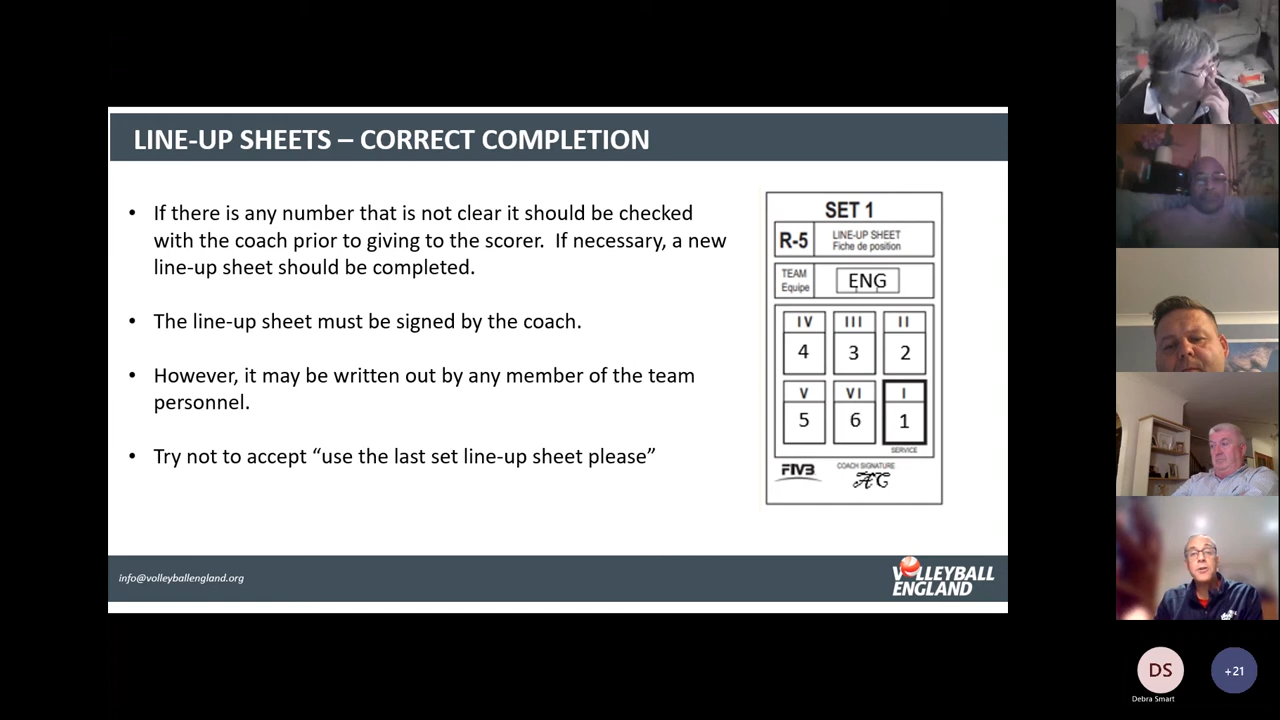 LINE-UP SHEETS – CORRECT COMPLETION
• If there is any number that is not clear it should be checked
with the coach prior to giving to the scorer.  If necessary, a new
line-up sheet should be completed.
• The line-up sheet must be signed by the coach.
• However, it may be written out by any member of the team
personnel.
• Try not to accept “use the last set line-up sheet please”
SET 1
R-5
LINE-UP SHEET
Fiche de position
TEAM
Equipe
ENG
IV III II
4 3 2
V VI I
5 6 1
SERVICE
FIVB
COACH SIGNATURE
AC
info@volleyballengland.org
VOLLEYBALL
ENGLAND
DS
+21
Debra Smart